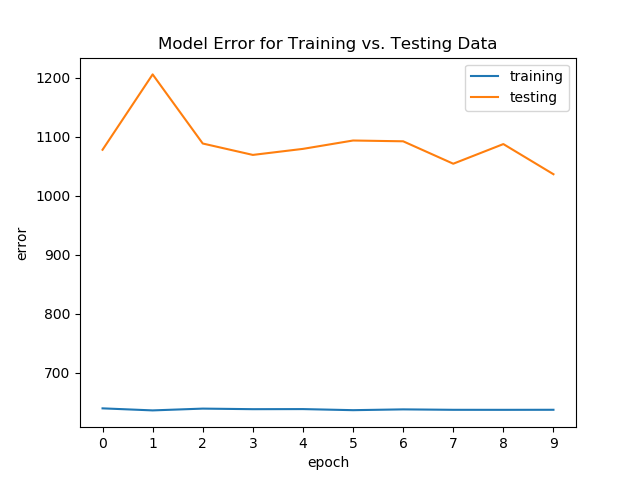 Model Error for Training vs. Testing Data
training
testing
1200
1100
1000
900
800
700
error
0 1 2 3 4 5 6 7 8 9
epoch